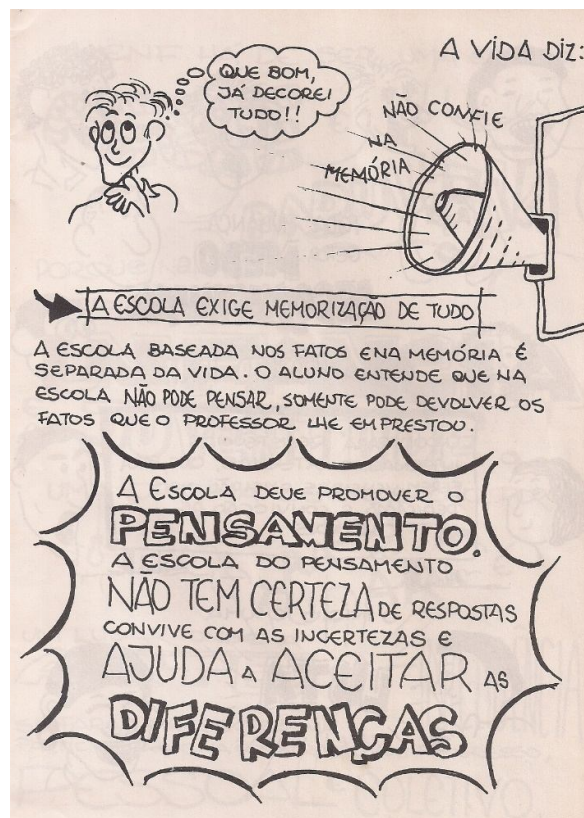 A VIDA DIZ:
QUE BOM,
JÁ DECOREI
TUDO!!
NÃO CONFIE
NA
MEMÓRIA
A ESCOLA EXIGE MEMORIZAÇÃO DE TUDO
A ESCOLA BASEADA NOS FATOS E NA MEMÓRIA É
SEPARADA DA VIDA. O ALUNO ENTENDE QUE NA
ESCOLA NÃO PODE PENSAR, SOMENTE PODE DEVOLVER OS
FATOS QUE O PROFESSOR LHE EMPRESTOU.
A ESCOLA DEVE PROMOVER O
PENSAMENTO.
A ESCOLA DO PENSAMENTO
NÃO TEM CERTEZA DE RESPOSTAS
CONVIVE COM AS INCERTEZAS E
AJUDA A ACEITAR AS
DIFERENÇAS